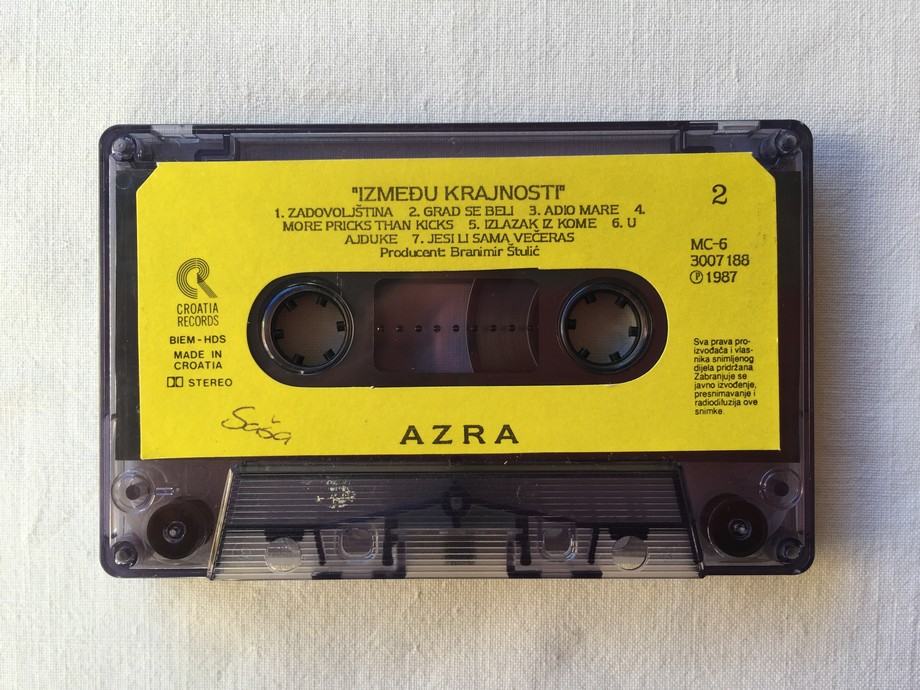 "IZMEĐU KRAJNOSTI"
2
1. ZADOVOLJŠTINA 2. GRAD SE BELI 3. ADIO MARE 4.
MORE PRICKS THAN KICKS 5. IZLAZAK IZ KOME 6. U
AJDUKE 7. JESI LI SAMA VEČERAS
Producent: Branimir Štulić
MC-6
3007188
Ⓟ 1987
CROATIA
RECORDS
BIEM - HDS
MADE IN
CROATIA
STEREO
Sva prava pro-
izvođača i vlas-
nika snimljenog
dijela pridržana
Zabranjuje se
javno izvođenje,
presnimavanje i
radiodifuzija ove
snimke.
Saša
AZRA